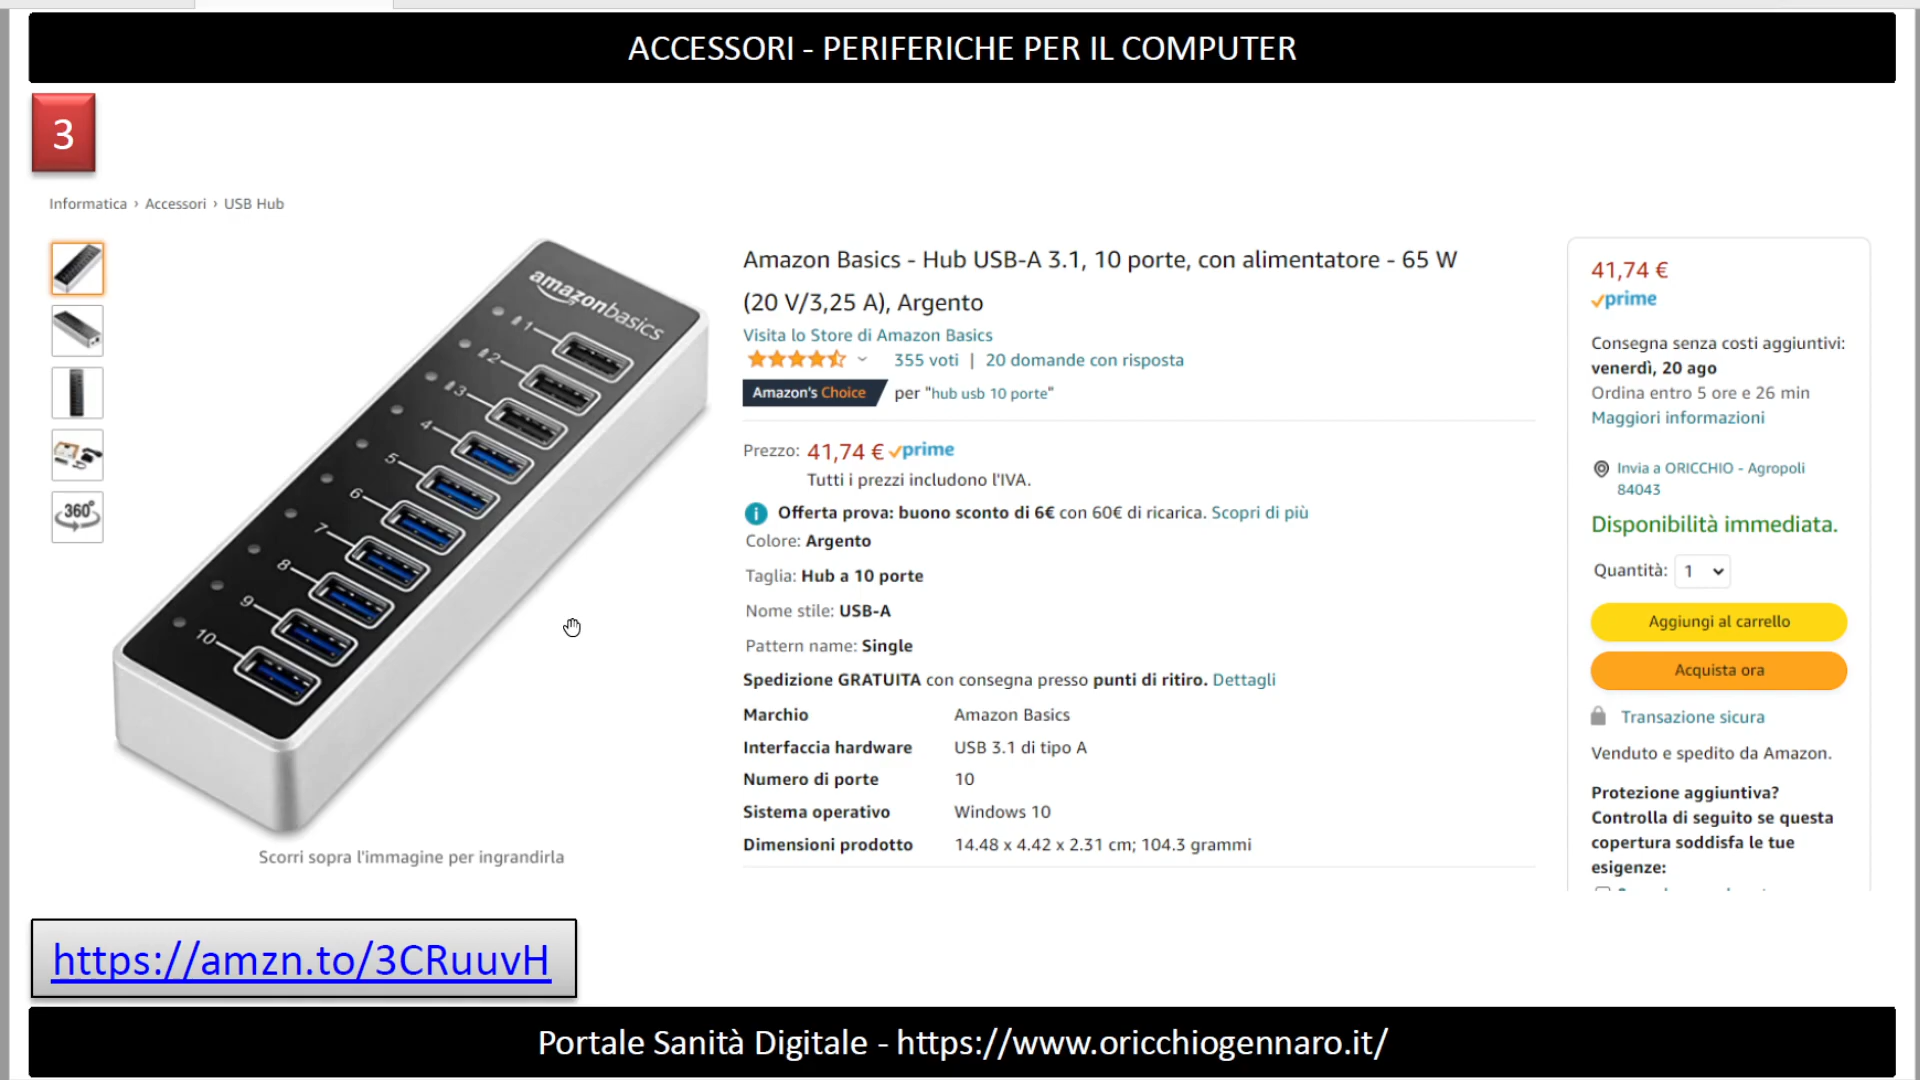 ACCESSORI - PERIFERICHE PER IL COMPUTER
3
Informatica › Accessori › USB Hub
360°
amazonbasics
1
2
3
4
5
6
7
8
9
10
Scorri sopra l'immagine per ingrandirla
Amazon Basics - Hub USB-A 3.1, 10 porte, con alimentatore - 65 W
(20 V/3,25 A), Argento
Visita lo Store di Amazon Basics
355 voti | 20 domande con risposta
Amazon's Choice per "hub usb 10 porte"
Prezzo: 41,74 € prime
Tutti i prezzi includono l'IVA.
Offerta prova: buono sconto di 6€ con 60€ di ricarica. Scopri di più
Colore: Argento
Taglia: Hub a 10 porte
Nome stile: USB-A
Pattern name: Single
Spedizione GRATUITA con consegna presso punti di ritiro. Dettagli
Marchio Amazon Basics
Interfaccia hardware USB 3.1 di tipo A
Numero di porte 10
Sistema operativo Windows 10
Dimensioni prodotto 14.48 x 4.42 x 2.31 cm; 104.3 grammi
41,74 €
prime
Consegna senza costi aggiuntivi:
venerdì, 20 ago
Ordina entro 5 ore e 26 min
Maggiori informazioni
Invia a ORICCHIO - Agropoli
84043
Disponibilità immediata.
Quantità: 1
Aggiungi al carrello
Acquista ora
Transazione sicura
Venduto e spedito da Amazon.
Protezione aggiuntiva?
Controlla di seguito se questa
copertura soddisfa le tue
esigenze:
https://amzn.to/3CRuuvH
Portale Sanità Digitale - https://www.oricchiogennaro.it/